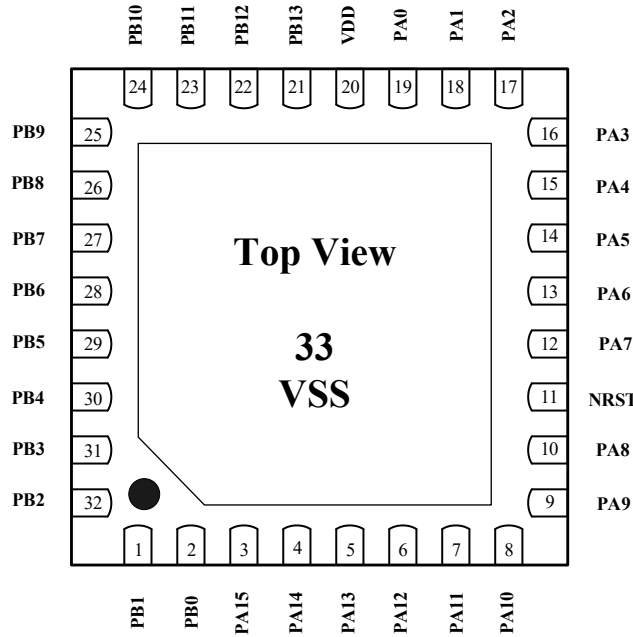 PB10 PB11 PB12 PB13 VDD PA0 PA1 PA2
24 23 22 21 20 19 18 17
PB9 25 16 PA3
PB8 26 15 PA4
PB7 27 14 PA5
Top View
PB6 28 13 PA6
PB5 29 33 12 PA7
VSS
PB4 30 11 NRST
PB3 31 10 PA8
PB2 32 9 PA9
1 2 3 4 5 6 7 8
PB1 PB0 PA15 PA14 PA13 PA12 PA11 PA10